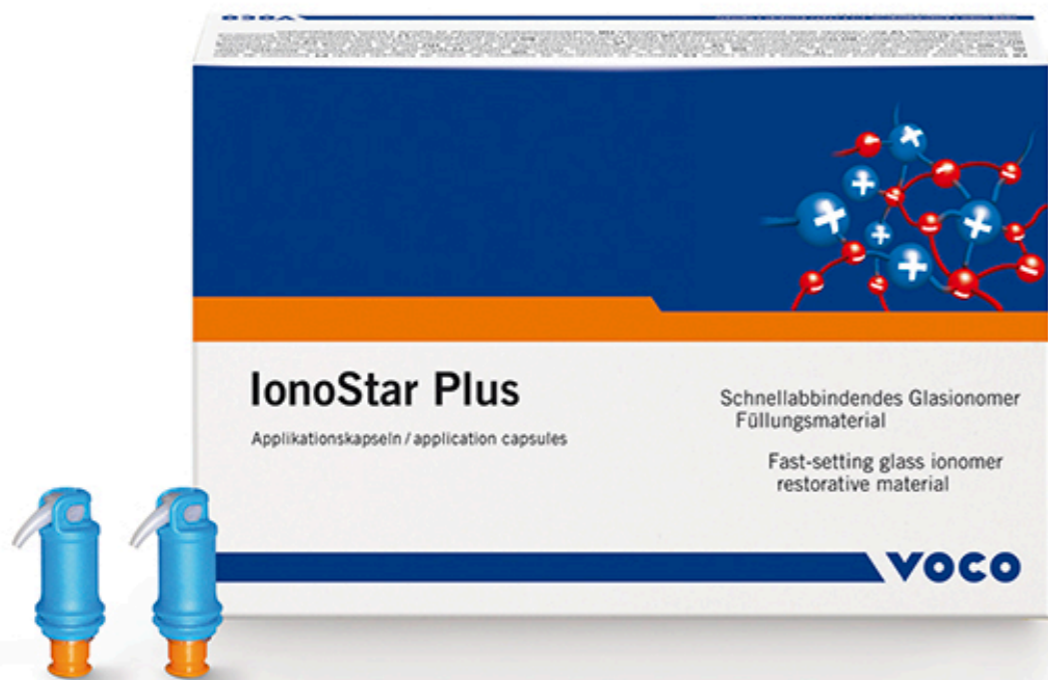 IonoStar Plus
Applikationskapseln / application capsules
Schnellabbindendes Glasionomer
Füllungsmaterial
Fast-setting glass ionomer
restorative material
VOCO